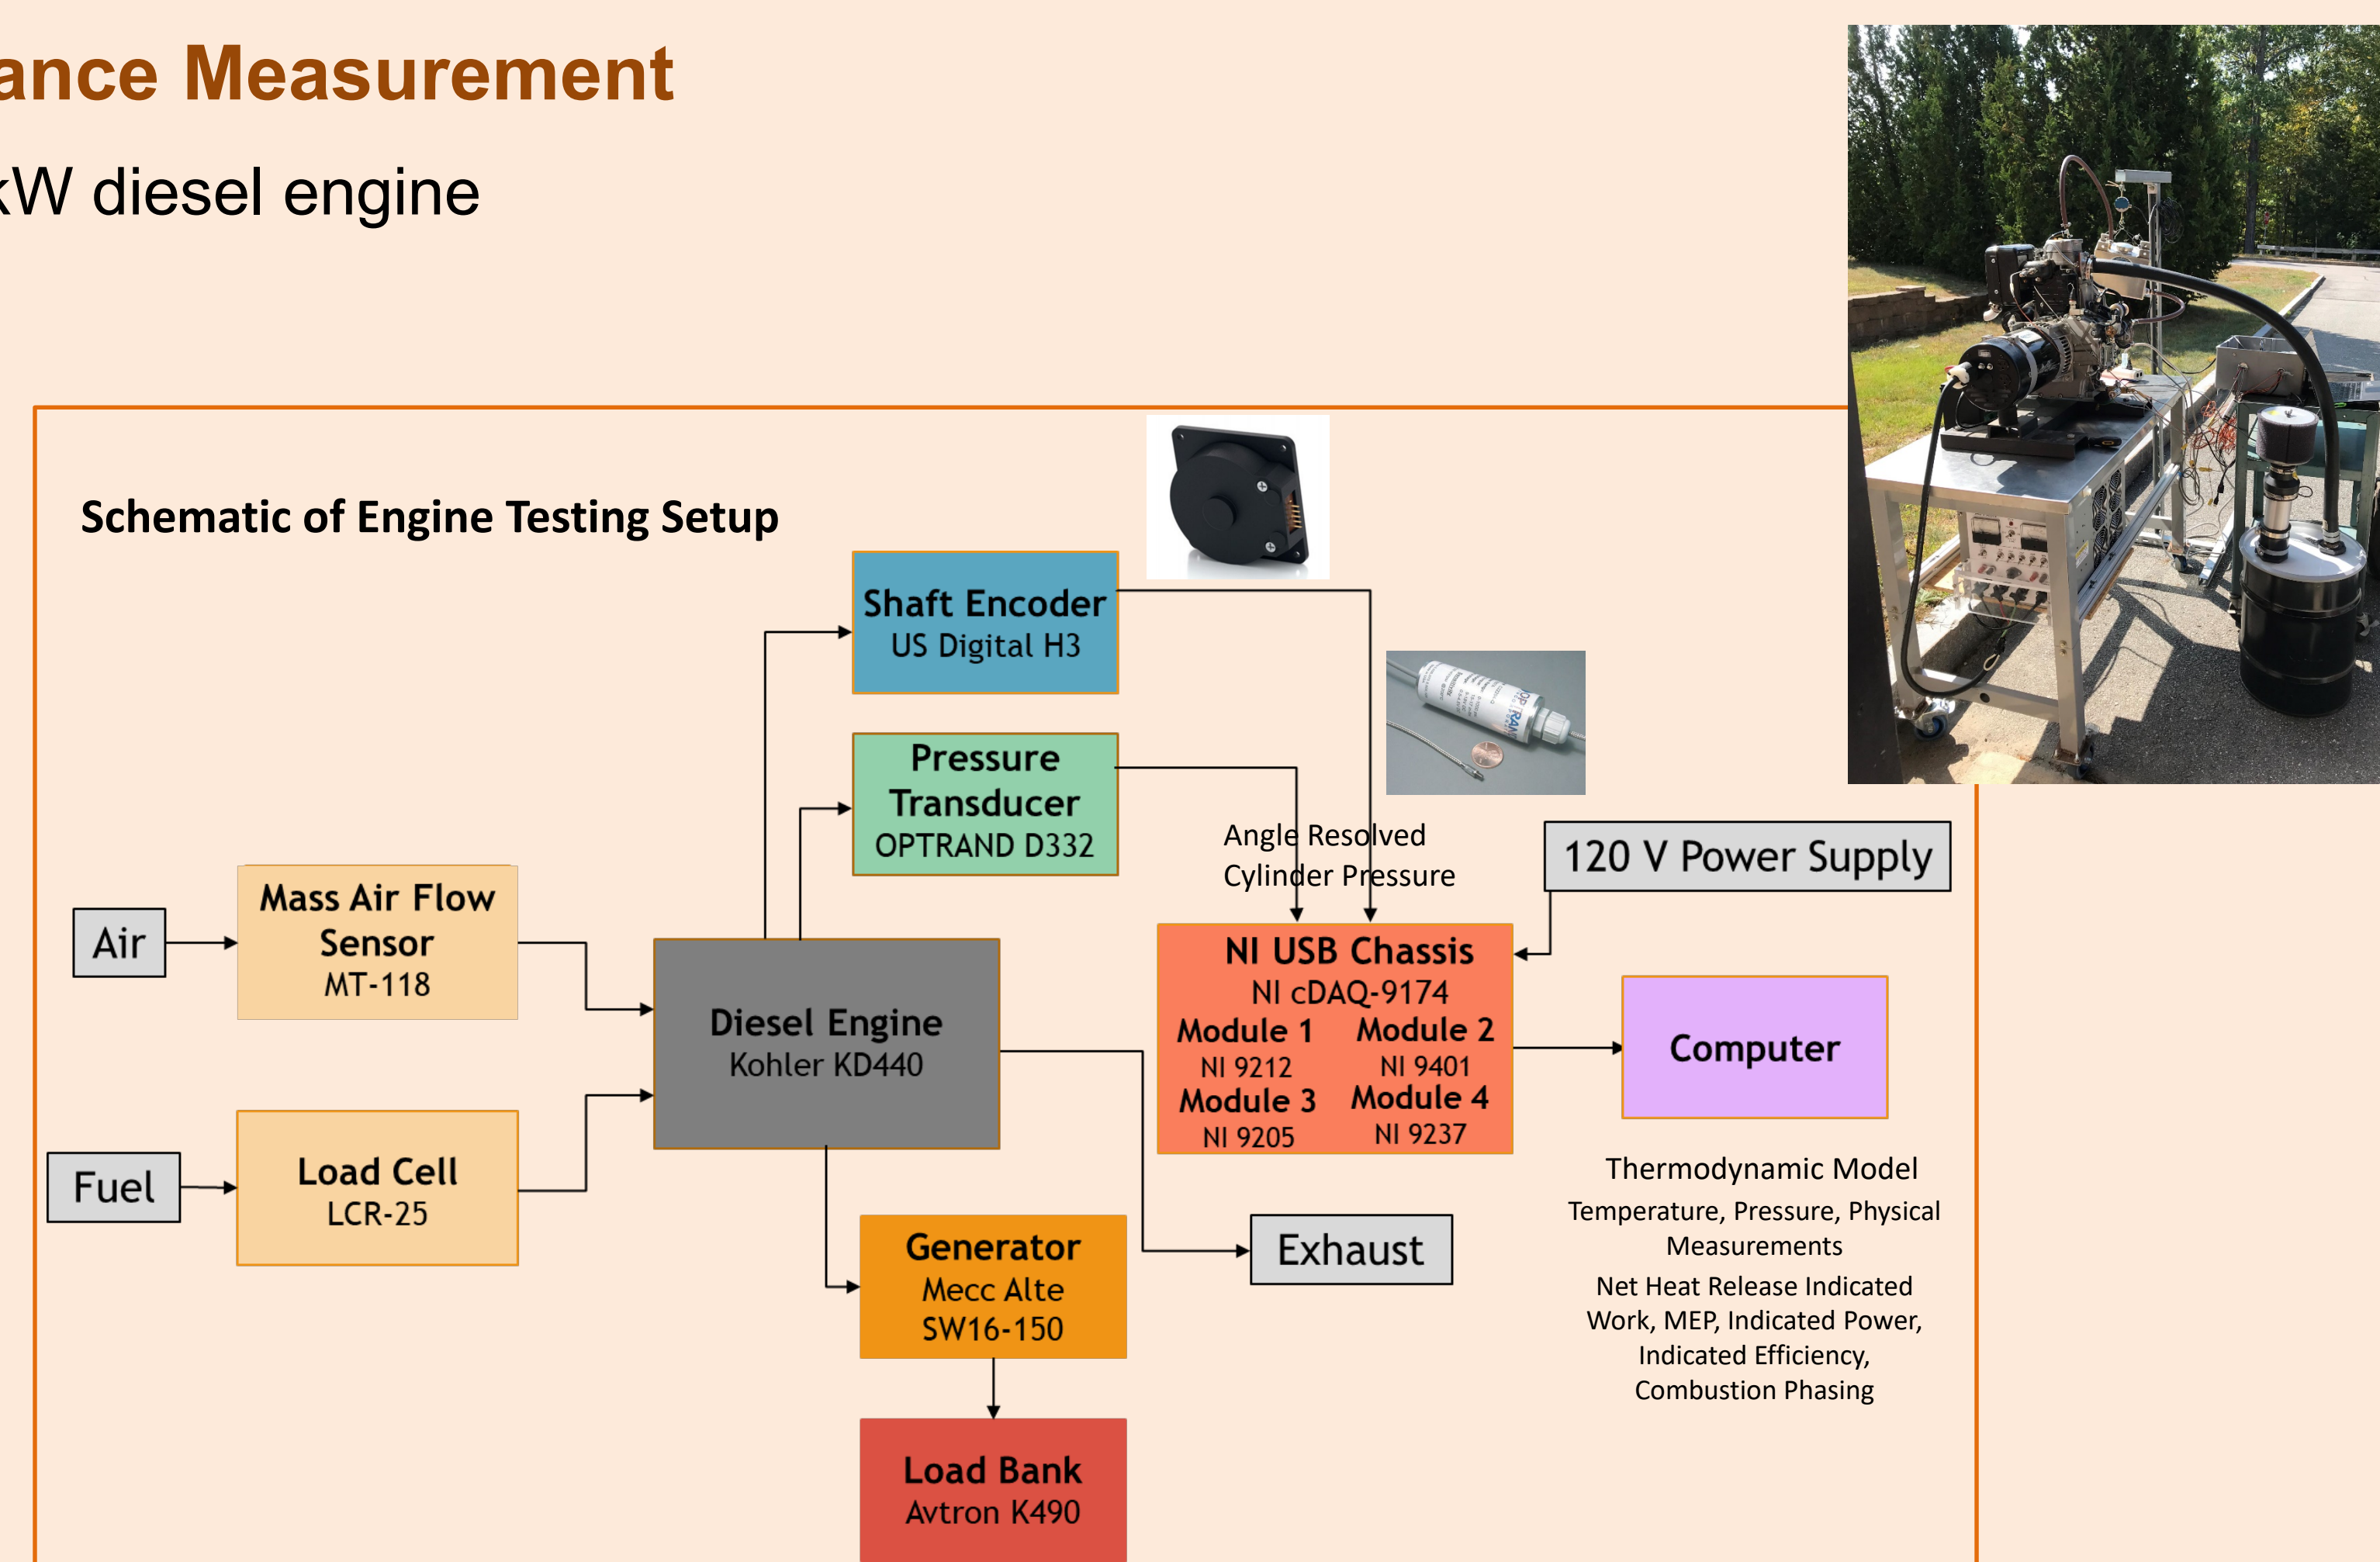 ance Measurement
kW diesel engine
Schematic of Engine Testing Setup
Shaft Encoder
US Digital H3
Pressure
Transducer
OPTRAND D332
Angle Resolved
Cylinder Pressure
120 V Power Supply
Air
Mass Air Flow
Sensor
MT-118
Diesel Engine
Kohler KD440
NI USB Chassis
NI cDAQ-9174
Module 1 Module 2
NI 9212 NI 9401
Module 3 Module 4
NI 9205 NI 9237
Computer
Fuel
Load Cell
LCR-25
Thermodynamic Model
Temperature, Pressure, Physical
Measurements
Net Heat Release Indicated
Work, MEP, Indicated Power,
Indicated Efficiency,
Combustion Phasing
Generator
Mecc Alte
SW16-150
Exhaust
Load Bank
Avtron K490